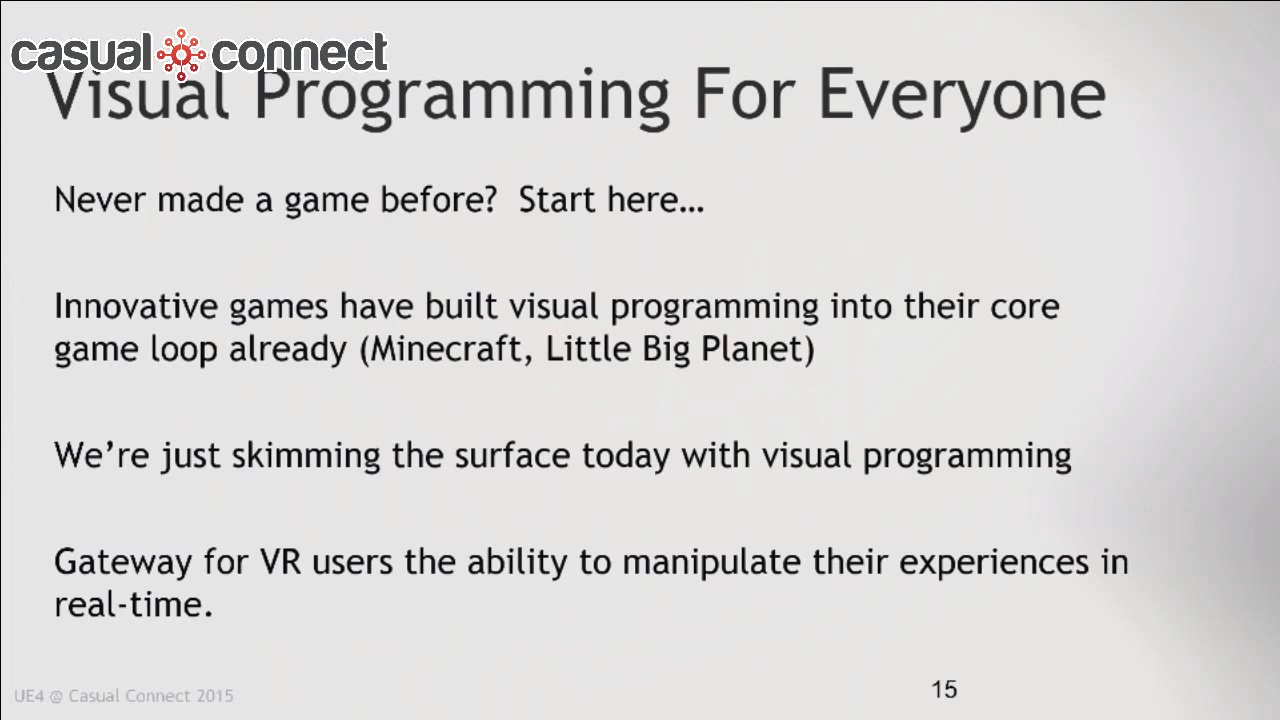 casual connect
Visual Programming For Everyone
Never made a game before? Start here...
Innovative games have built visual programming into their core
game loop already (Minecraft, Little Big Planet)
We're just skimming the surface today with visual programming
Gateway for VR users the ability to manipulate their experiences in
real-time.
UE4 @ Casual Connect 2015
15